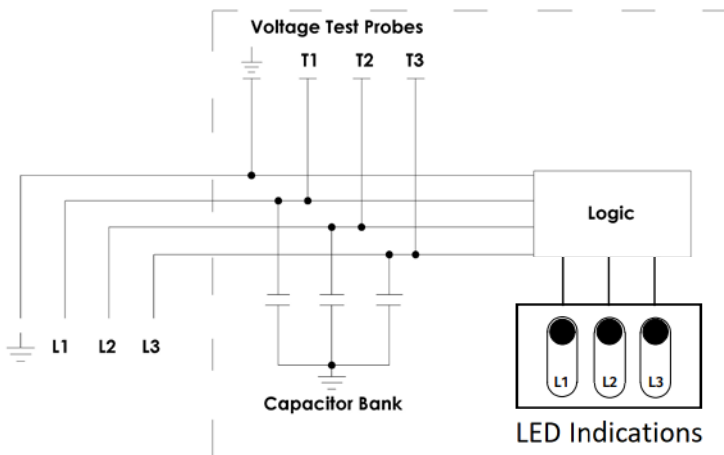 Voltage Test Probes
T1 T2 T3
Logic
L1 L2 L3
L1 L2 L3
Capacitor Bank
LED Indications